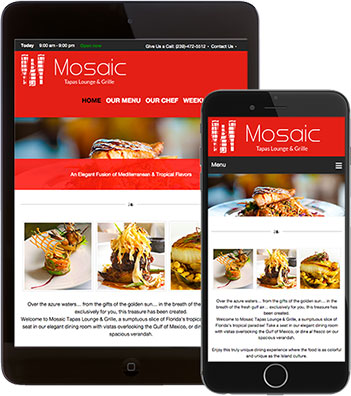 Today 9:00 am - 9:00 pm Open now
Give Us a Call: (239)-472-5512 - Contact Us -
Mosaic
Tapas Lounge & Grille
HOME OUR MENU OUR CHEF WEEK
An Elegant Fusion of Mediterranean & Tropical Flavors
Over the azure waters... from the gifts of the golden sun... in the breath of the
exclusively for you, this treasure has been created.
Welcome to Mosaic Tapas Lounge & Grille, a sumptuous slice of Florida's tropical
seat in our elegant dining room with vistas overlooking the Gulf of Mexico, or dine
spacious verandah.
Mosaic
Tapas Lounge & Grille
Menu
Over the azure waters... from the gifts of the golden sun... in the
breath of the fresh gulf air... exclusively for you, this treasure has
been created.
Welcome to Mosaic Tapas Lounge & Grille, a sumptuous slice of
Florida's tropical paradise! Take a seat in our elegant dining room
with vistas overlooking the Gulf of Mexico, or dine al fresco on our
spacious verandah.
Enjoy this truly unique dining experience where the food is as colorful
and unique as the island culture.